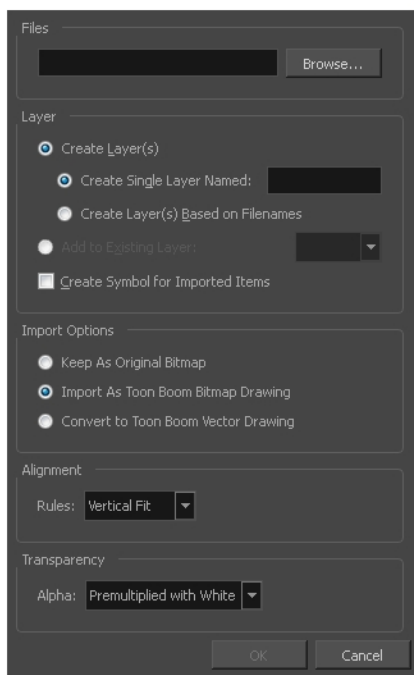 Files
Browse...
Layer
Create Layer(s)
Create Single Layer Named:
Create Layer(s) Based on Filenames
Add to Existing Layer:
Create Symbol for Imported Items
Import Options
Keep As Original Bitmap
Import As Toon Boom Bitmap Drawing
Convert to Toon Boom Vector Drawing
Alignment
Rules: Vertical Fit
Transparency
Alpha: Premultiplied with White
OK Cancel